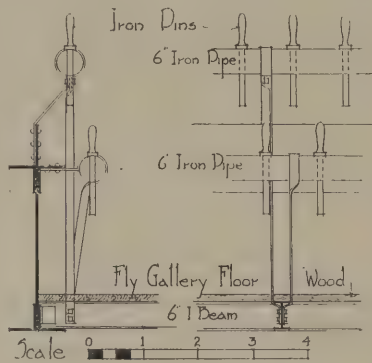 Iron Pins
6" Iron Pipe
6" Iron Pipe
Fly Gallery Floor Wood
6" I Beam
Scale 0 1 2 3 4